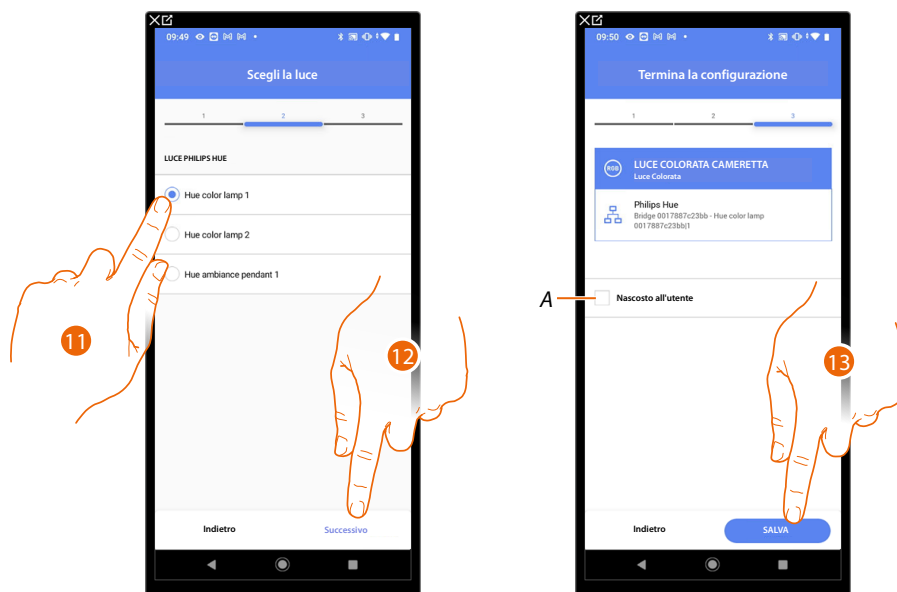 09:49
Scegli la luce
1 2 3
LUCE PHILIPS HUE
Hue color lamp 1
Hue color lamp 2
Hue ambiance pendant 1
11
12
Indietro
Successivo
09:50
Termina la configurazione
1 2 3
RGB
LUCE COLORATA CAMERETTA
Luce Colorata
Philips Hue
Bridge 0017887c23bb - Hue color lamp
0017887c23bb|1
A
Nascosto all'utente
13
Indietro
SALVA